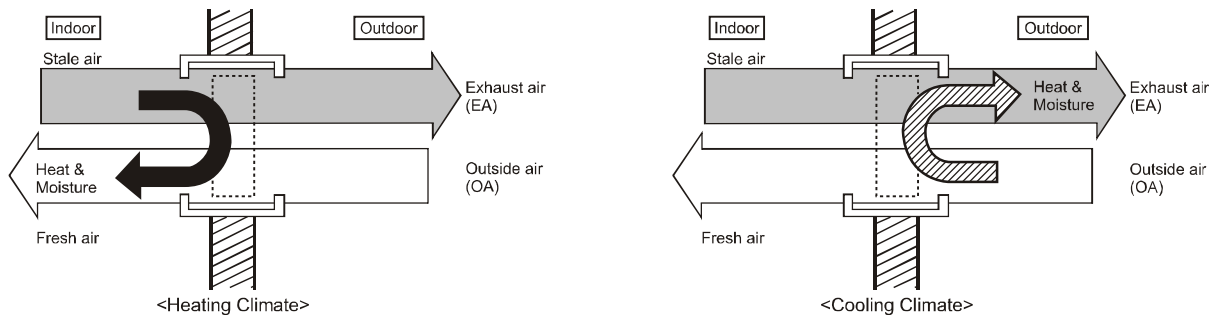 Indoor
Outdoor
Stale air
Exhaust air
(EA)
Heat &
Moisture
Outside air
(OA)
Fresh air
<Heating Climate>
Indoor
Outdoor
Stale air
Heat &
Moisture
Exhaust air
(EA)
Outside air
(OA)
Fresh air
<Cooling Climate>